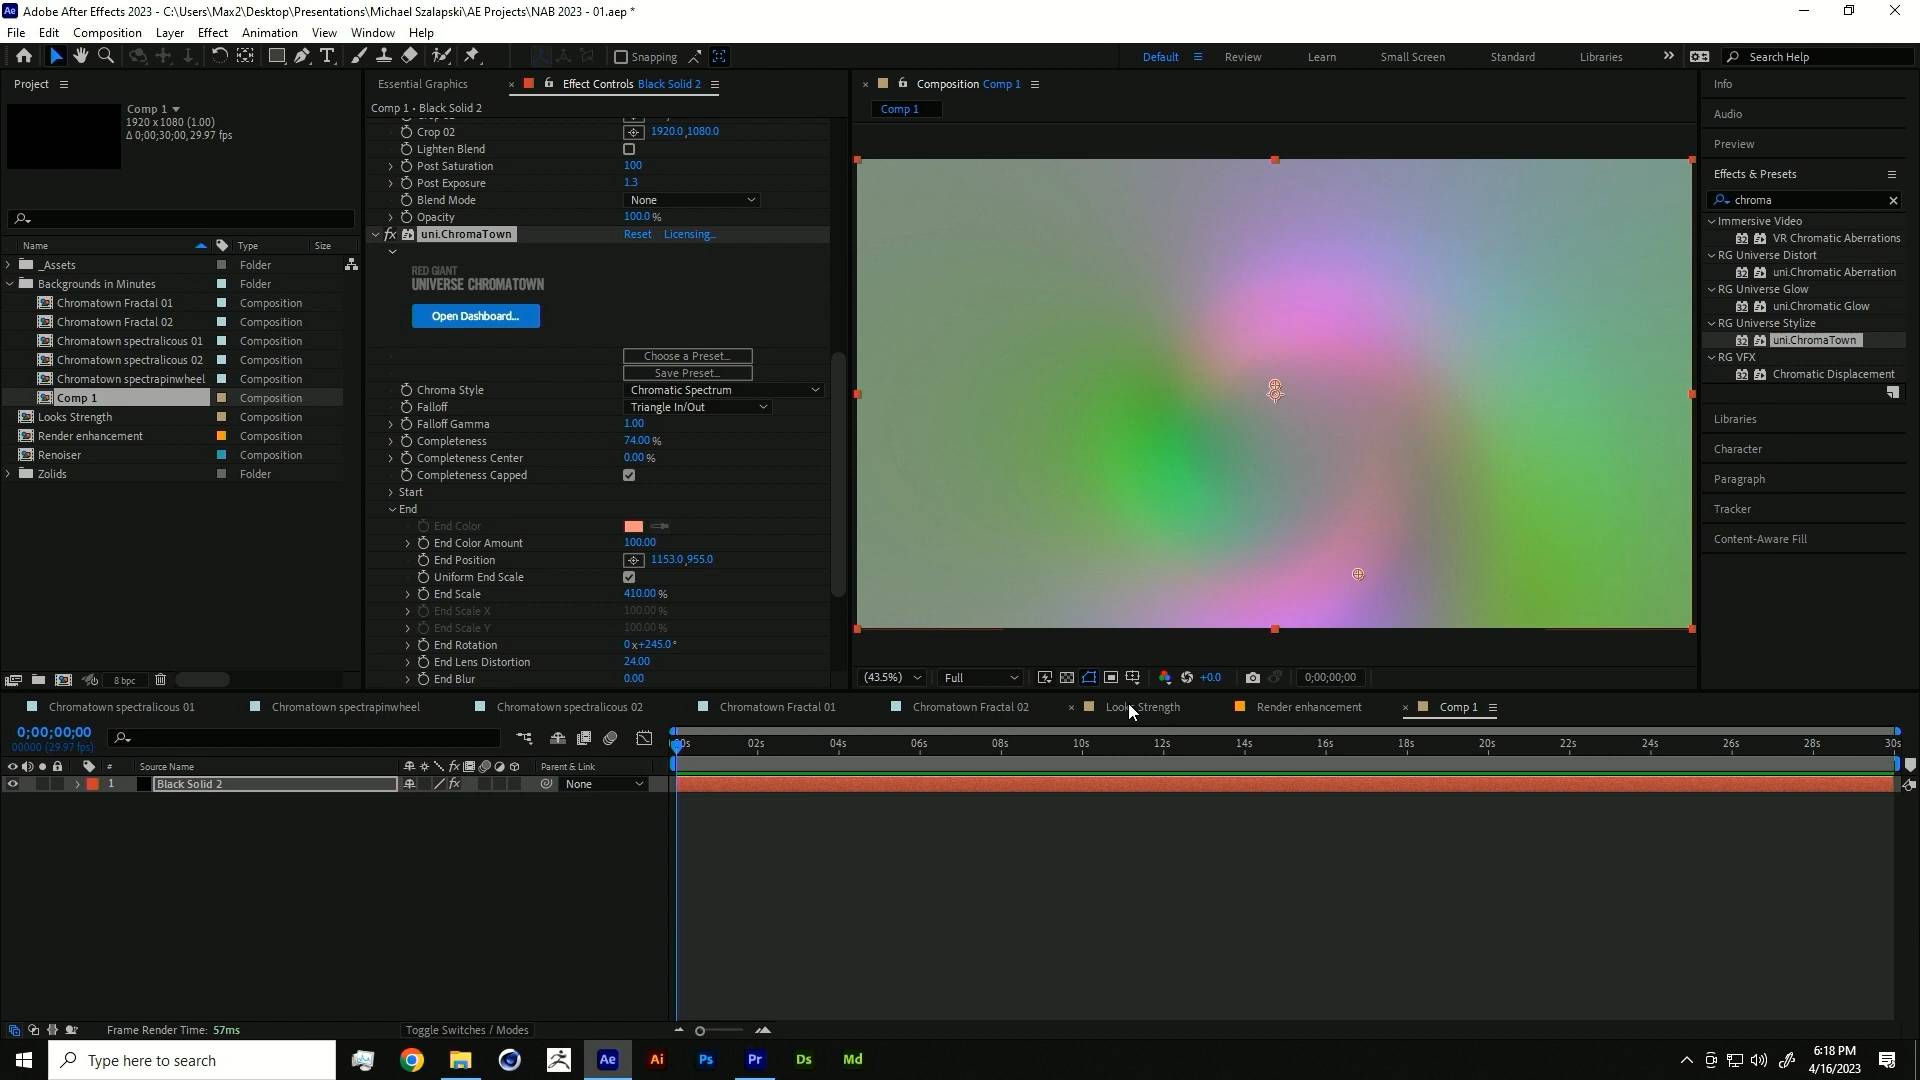 Adobe After Effects 2023 - C:\Users\Max2\Desktop\Presentations\Michael Szalapski\AE Projects\NAB 2023 - 01.aep *
File Edit Composition Layer Effect Animation View Window Help
Snapping
Default Review Learn Small Screen Standard Libraries Search Help
Project
Comp 1
1920 x 1080 (1.00)
Δ 0;00;30;00, 29.97 fps
Name Type Size
_Assets Folder
Backgrounds in Minutes Folder
Chromatown Fractal 01 Composition
Chromatown Fractal 02 Composition
Chromatown spectralicous 01 Composition
Chromatown spectralicous 02 Composition
Chromatown spectrapinwheel Composition
Comp 1 Composition
Looks Strength Composition
Render enhancement Composition
Renoiser Composition
Zolids Folder
8 bpc
Essential Graphics Effect Controls Black Solid 2
Comp 1 • Black Solid 2
Crop 02 1920.0,1080.0
Lighten Blend
Post Saturation 100
Post Exposure 1.3
Blend Mode None
Opacity 100.0 %
fx uni.ChromaTown Reset Licensing...
RED GIANT
UNIVERSE CHROMATOWN
Open Dashboard...
Choose a Preset...
Save Preset...
Chroma Style Chromatic Spectrum
Falloff Triangle In/Out
Falloff Gamma 1.00
Completeness 74.00 %
Completeness Center 0.00 %
Completeness Capped
Start
End
End Color
End Color Amount 100.00
End Position 1153.0,955.0
Uniform End Scale
End Scale 410.00 %
End Scale X 100.00 %
End Scale Y 100.00 %
End Rotation 0x+245.0°
End Lens Distortion 24.00
End Blur 0.00
Composition Comp 1
Comp 1
(43.5%) Full +0.0 0;00;00;00
Info
Audio
Preview
Effects & Presets
chroma
Immersive Video
VR Chromatic Aberrations
RG Universe Distort
uni.Chromatic Aberration
RG Universe Glow
uni.Chromatic Glow
RG Universe Stylize
uni.ChromaTown
RG VFX
Chromatic Displacement
Libraries
Character
Paragraph
Tracker
Content-Aware Fill
Chromatown spectralicous 01 Chromatown spectrapinwheel Chromatown spectralicous 02 Chromatown Fractal 01 Chromatown Fractal 02 Looks Strength Render enhancement Comp 1
0;00;00;00
00000 (29.97 fps)
02s 04s 06s 08s 10s 12s 14s 16s 18s 20s 22s 24s 26s 28s 30s
# Source Name Parent & Link
1 Black Solid 2 None
Frame Render Time: 57ms Toggle Switches / Modes
Type here to search
Ae Ai Ps Pr Ds Md
6:18 PM
4/16/2023